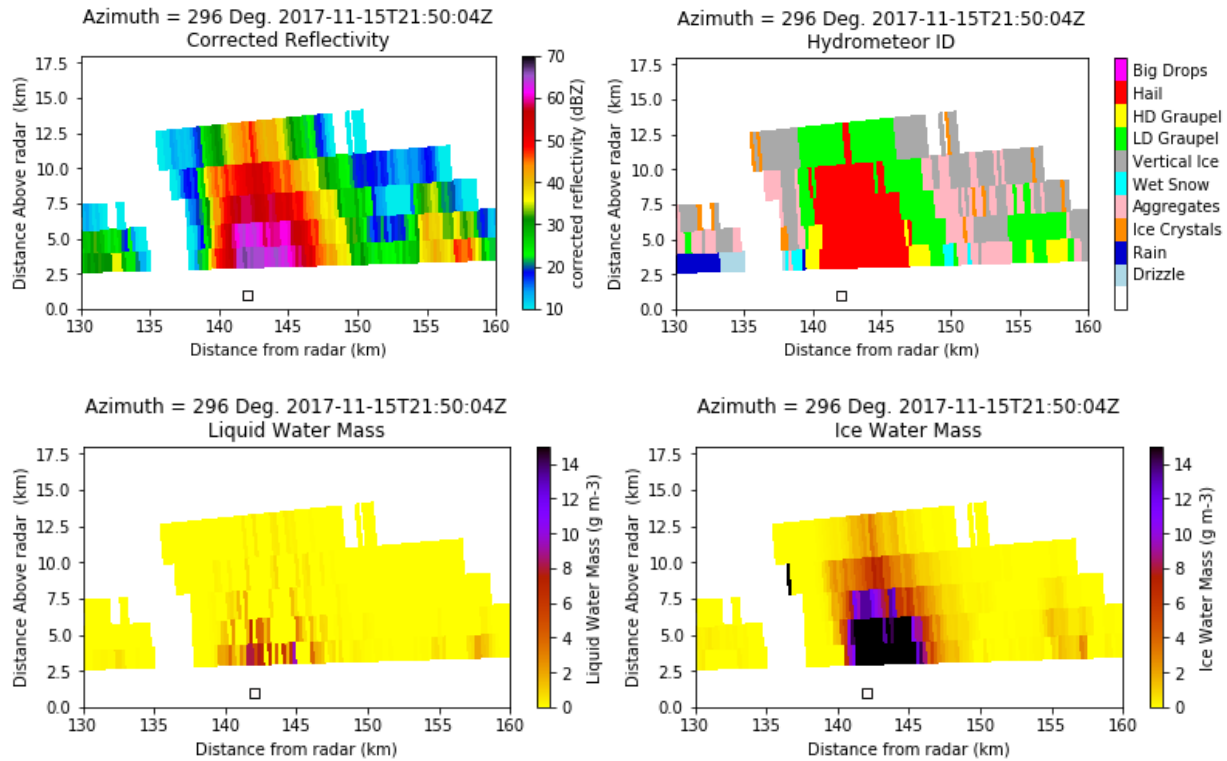 Azimuth = 296 Deg. 2017-11-15T21:50:04Z
Corrected Reflectivity
Distance Above radar (km)
17.5
15.0
12.5
10.0
7.5
5.0
2.5
0.0
130 135 140 145 150 155 160
Distance from radar (km)
70
60
50
40
30
20
10
corrected reflectivity (dBZ)
Azimuth = 296 Deg. 2017-11-15T21:50:04Z
Hydrometeor ID
Distance Above radar (km)
17.5
15.0
12.5
10.0
7.5
5.0
2.5
0.0
130 135 140 145 150 155 160
Distance from radar (km)
Big Drops
Hail
HD Graupel
LD Graupel
Vertical Ice
Wet Snow
Aggregates
Ice Crystals
Rain
Drizzle
Azimuth = 296 Deg. 2017-11-15T21:50:04Z
Liquid Water Mass
Distance Above radar (km)
17.5
15.0
12.5
10.0
7.5
5.0
2.5
0.0
130 135 140 145 150 155 160
Distance from radar (km)
14
12
10
8
6
4
2
0
Liquid Water Mass (g m-3)
Azimuth = 296 Deg. 2017-11-15T21:50:04Z
Ice Water Mass
Distance Above radar (km)
17.5
15.0
12.5
10.0
7.5
5.0
2.5
0.0
130 135 140 145 150 155 160
Distance from radar (km)
14
12
10
8
6
4
2
0
Ice Water Mass (g m-3)